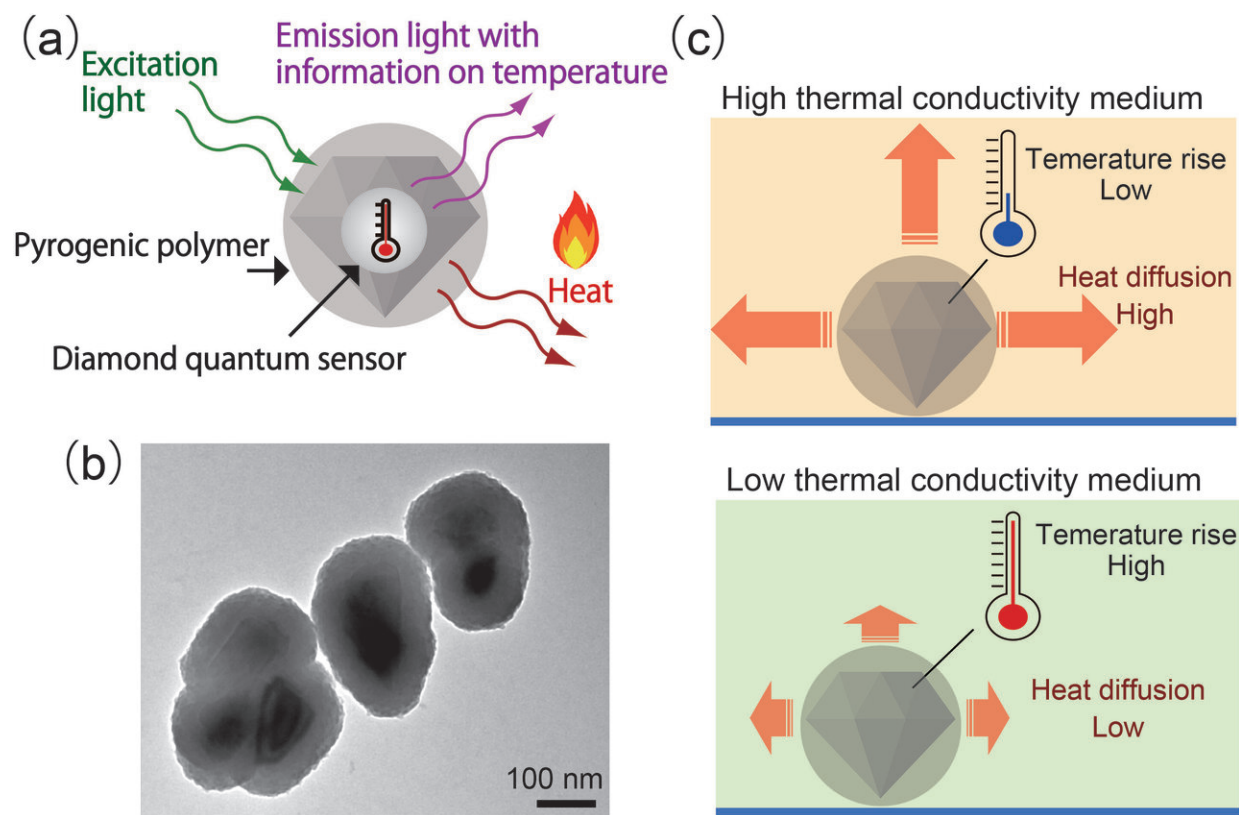 (a)
Excitation
light
Emission light with
information on temperature
Pyrogenic polymer
Heat
Diamond quantum sensor
(b)
100 nm
(c)
High thermal conductivity medium
Temerature rise
Low
Heat diffusion
High
Low thermal conductivity medium
Temerature rise
High
Heat diffusion
Low